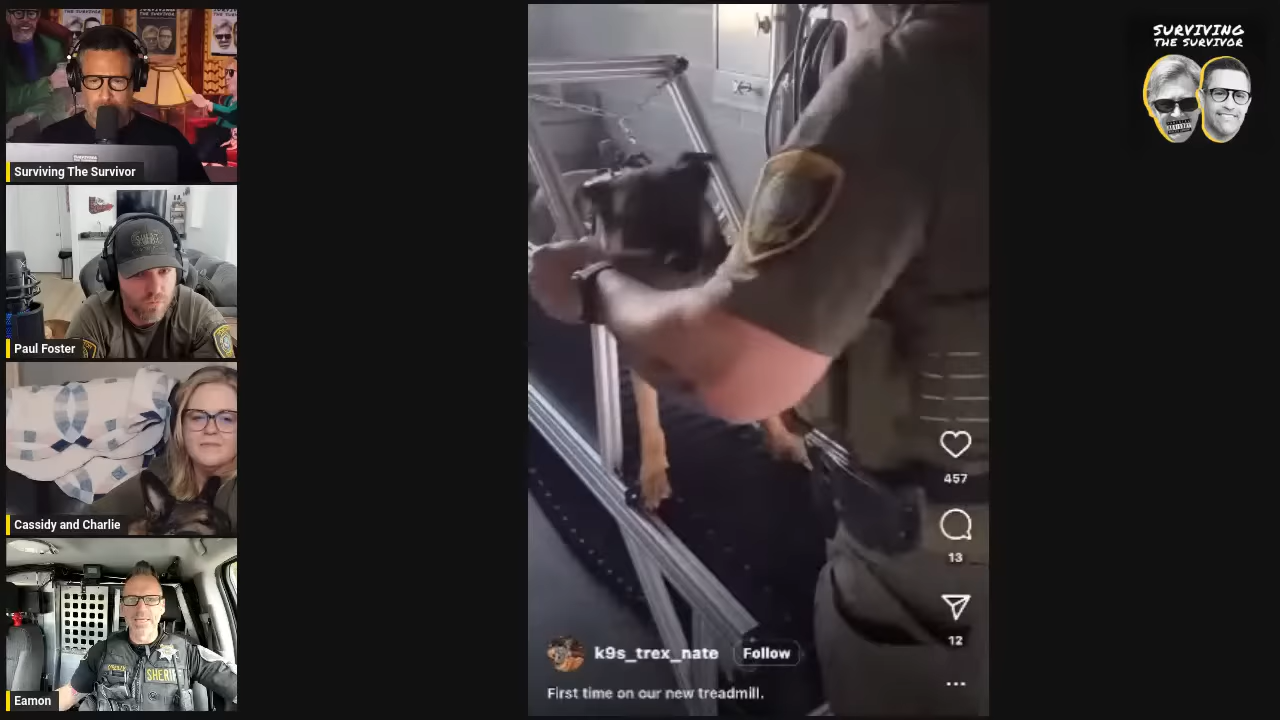 Surviving The Survivor
Paul Foster
Cassidy and Charlie
SHERIFF
Eamon
457
13
12
k9s_trex_nate
Follow
First time on our new treadmill.
SURVIVING
THE SURVIVOR